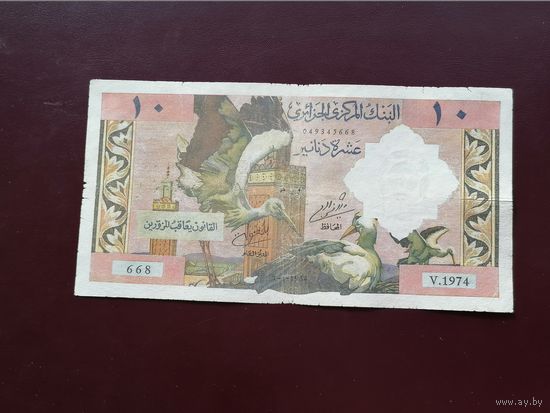 ١٠ البنك المركزي الجزائري ١٠
049345668
عشرة دنانير
المحافظ
القانون يعاقب المزورين
668
V.1974
www.ay.by